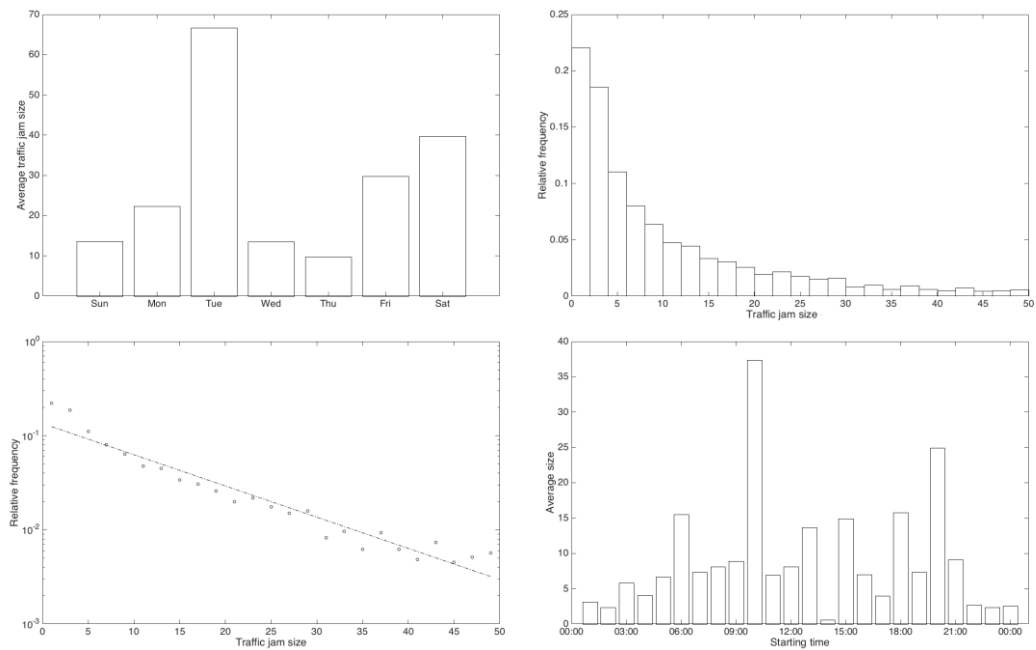 70
60
50
40
30
20
10
0
Average traffic jam size
Sun Mon Tue Wed Thu Fri Sat
0.25
0.2
0.15
0.1
0.05
0
Relative frequency
0 5 10 15 20 25 30 35 40 45 50
Traffic jam size
10^0
10^-1
10^-2
10^-3
Relative frequency
0 5 10 15 20 25 30 35 40 45 50
Traffic jam size
40
35
30
25
20
15
10
5
0
Average size
00:00 03:00 06:00 09:00 12:00 15:00 18:00 21:00 00:00
Starting time